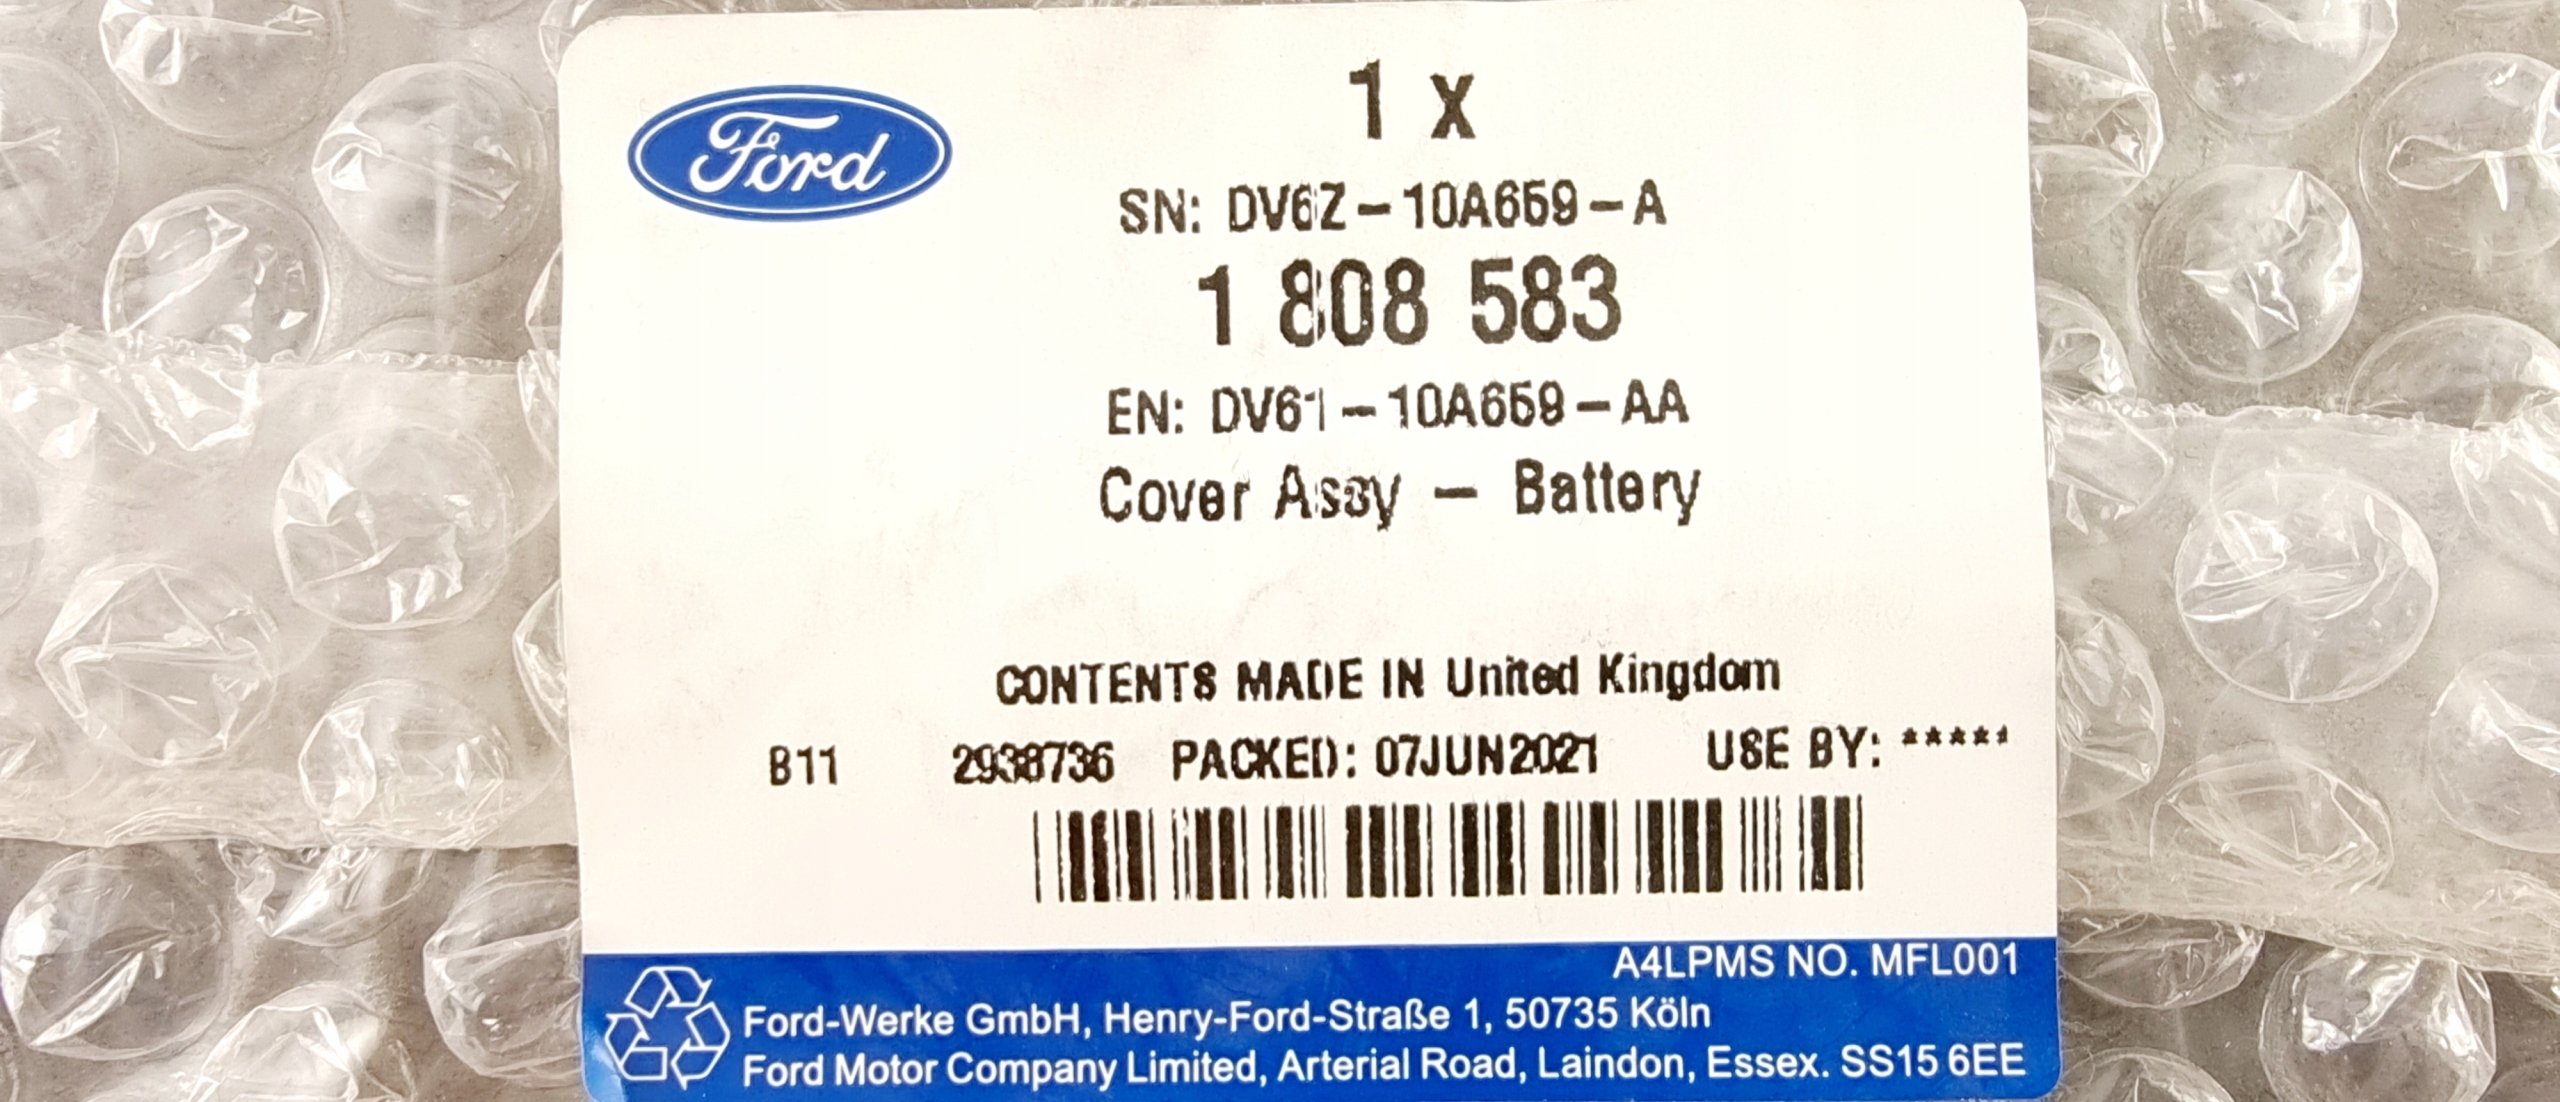 Ford
1 x
SN: DV6Z-10A659-A
1 808 583
EN: DV61-10A659-AA
Cover Assy - Battery
CONTENTS MADE IN United Kingdom
B11 2938736 PACKED: 07JUN2021 USE BY: *****
A4LPMS NO. MFL001
Ford-Werke GmbH, Henry-Ford-Straße 1, 50735 Köln
Ford Motor Company Limited, Arterial Road, Laindon, Essex. SS15 6EE